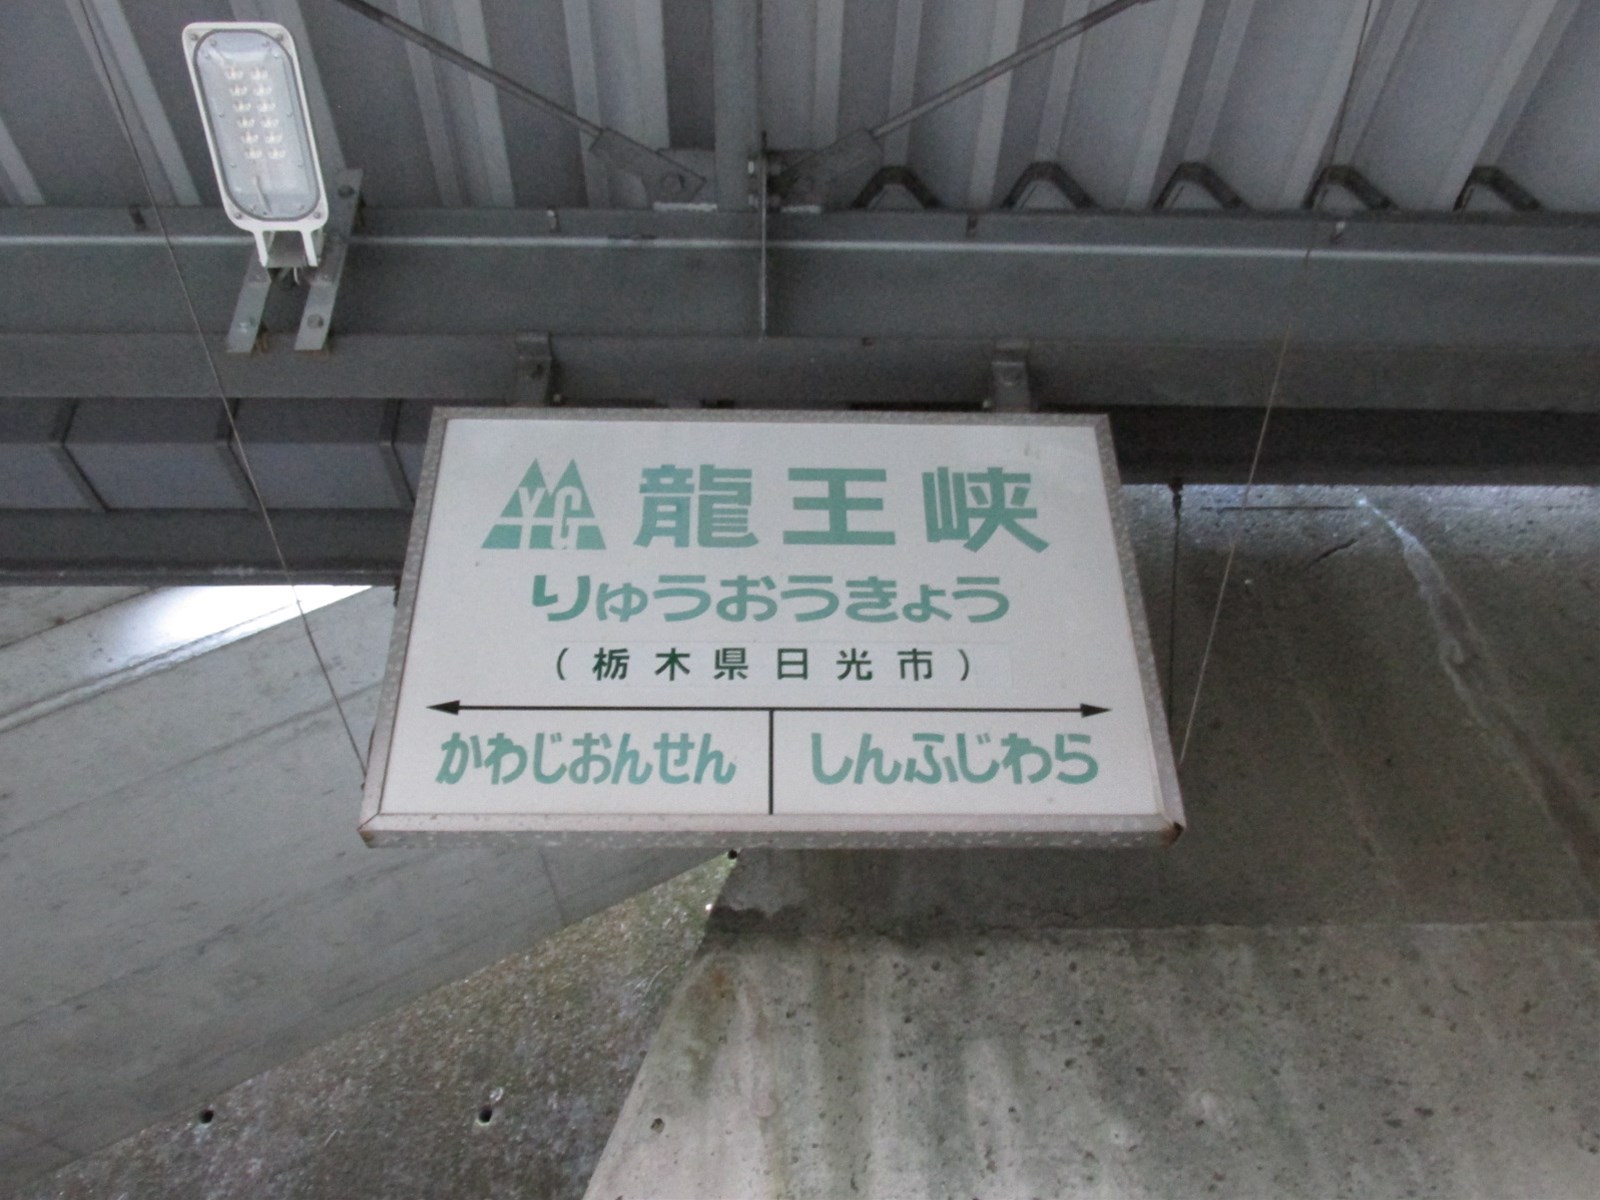 YG 龍王峡
りゅうおうきょう
(栃木県日光市)
かわじおんせん しんふじわら